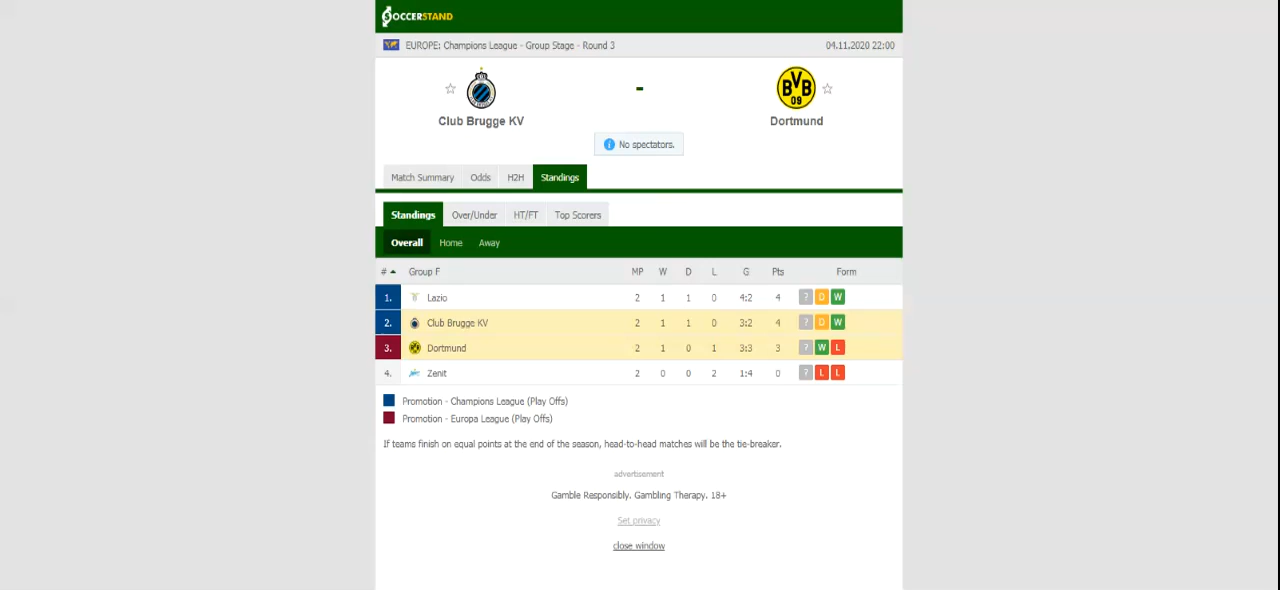 SOCCERSTAND
EUROPE: Champions League - Group Stage - Round 3 04.11.2020 22:00
-
BVB 09
Club Brugge KV Dortmund
i No spectators.
Match Summary Odds H2H Standings
Standings Over/Under HT/FT Top Scorers
Overall Home Away
# Group F MP W D L G Pts Form
1. Lazio 2 1 1 0 4:2 4 ? D W
2. Club Brugge KV 2 1 1 0 3:2 4 ? D W
3. Dortmund 2 1 0 1 3:3 3 ? W L
4. Zenit 2 0 0 2 1:4 0 ? L L
Promotion - Champions League (Play Offs)
Promotion - Europa League (Play Offs)
If teams finish on equal points at the end of the season, head-to-head matches will be the tie-breaker.
advertisement
Gamble Responsibly. Gambling Therapy. 18+
Set privacy
close window